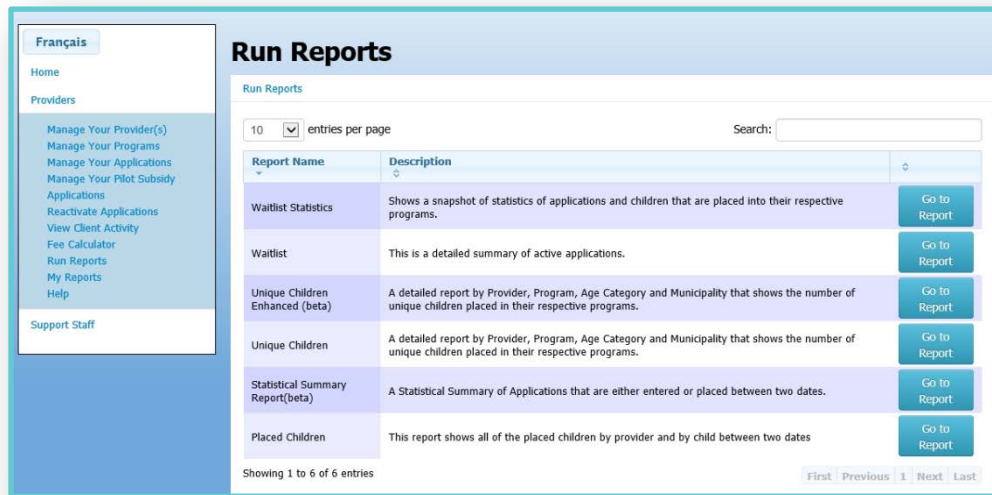 Français
Home
Providers
Manage Your Provider(s)
Manage Your Programs
Manage Your Applications
Manage Your Pilot Subsidy
Applications
Reactivate Applications
View Client Activity
Fee Calculator
Run Reports
My Reports
Help
Support Staff
Run Reports
Run Reports
10 entries per page
Search:
Report Name Description
Waitlist Statistics
Shows a snapshot of statistics of applications and children that are placed into their respective
programs.
Go to
Report
Waitlist
This is a detailed summary of active applications.
Go to
Report
Unique Children
Enhanced (beta)
A detailed report by Provider, Program, Age Category and Municipality that shows the number of
unique children placed in their respective programs.
Go to
Report
Unique Children
A detailed report by Provider, Program, Age Category and Municipality that shows the number of
unique children placed in their respective programs.
Go to
Report
Statistical Summary
Report(beta)
A Statistical Summary of Applications that are either entered or placed between two dates.
Go to
Report
Placed Children
This report shows all of the placed children by provider and by child between two dates
Go to
Report
Showing 1 to 6 of 6 entries
First Previous 1 Next Last